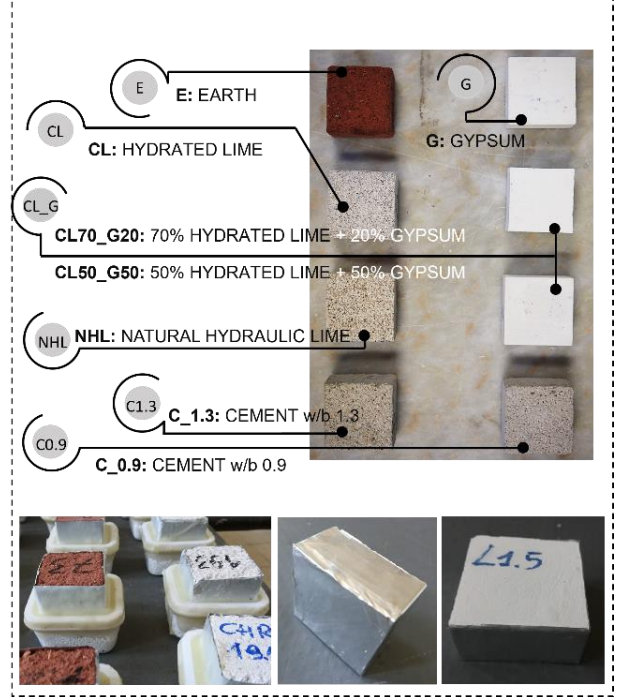 E
E: EARTH
G
G: GYPSUM
CL
CL: HYDRATED LIME
CL_G
CL70_G20: 70% HYDRATED LIME + 20% GYPSUM
CL50_G50: 50% HYDRATED LIME + 50% GYPSUM
NHL
NHL: NATURAL HYDRAULIC LIME
C1.3
C_1.3: CEMENT w/b 1.3
C0.9
C_0.9: CEMENT w/b 0.9
CHR
L1.5